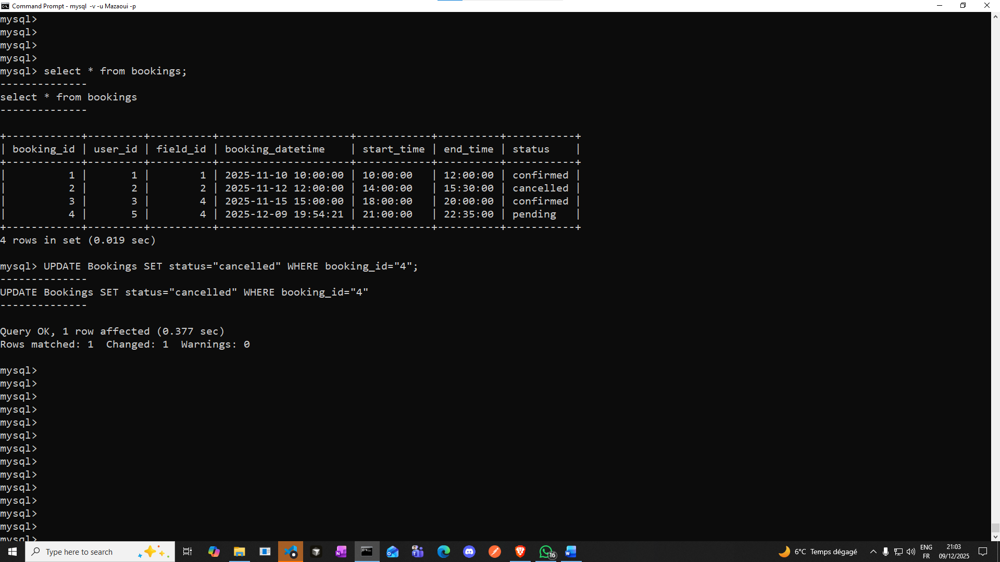 Command Prompt - mysql  -v -u Mazaoui -p
mysql>
mysql>
mysql>
mysql>
mysql> select * from bookings;
--------------
select * from bookings
--------------
+------------+---------+----------+---------------------+------------+----------+-----------+
| booking_id | user_id | field_id | booking_datetime    | start_time | end_time | status    |
+------------+---------+----------+---------------------+------------+----------+-----------+
|          1 |       1 |        1 | 2025-11-10 10:00:00 | 10:00:00   | 12:00:00 | confirmed |
|          2 |       2 |        2 | 2025-11-12 12:00:00 | 14:00:00   | 15:30:00 | cancelled |
|          3 |       3 |        4 | 2025-11-15 15:00:00 | 18:00:00   | 20:00:00 | confirmed |
|          4 |       5 |        4 | 2025-12-09 19:54:21 | 21:00:00   | 22:35:00 | pending   |
+------------+---------+----------+---------------------+------------+----------+-----------+
4 rows in set (0.019 sec)
mysql> UPDATE Bookings SET status="cancelled" WHERE booking_id="4";
--------------
UPDATE Bookings SET status="cancelled" WHERE booking_id="4"
--------------
Query OK, 1 row affected (0.377 sec)
Rows matched: 1  Changed: 1  Warnings: 0
mysql>
mysql>
mysql>
mysql>
mysql>
mysql>
mysql>
mysql>
mysql>
mysql>
mysql>
mysql>
mysql>
mysql>
Type here to search
16
6°C  Temps dégagé
ENG
FR
21:03
09/12/2025